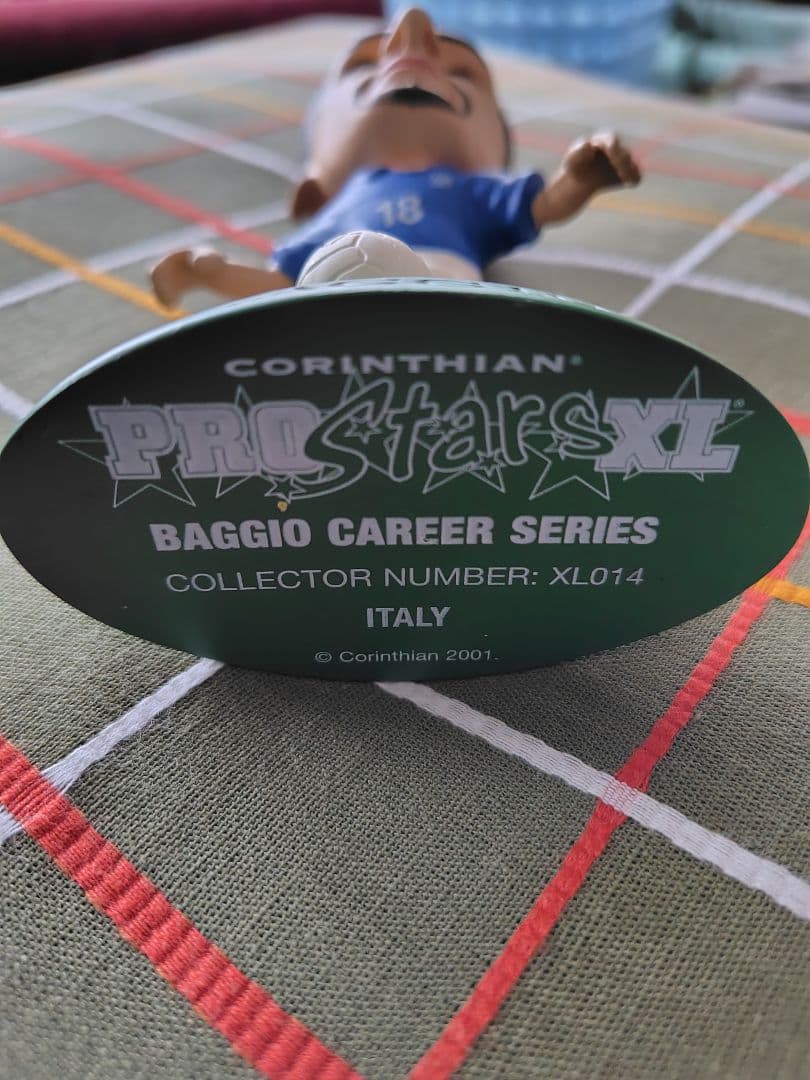 18
CORINTHIAN®
PROStarsXL®
BAGGIO CAREER SERIES
COLLECTOR NUMBER: XL014
ITALY
© Corinthian 2001.